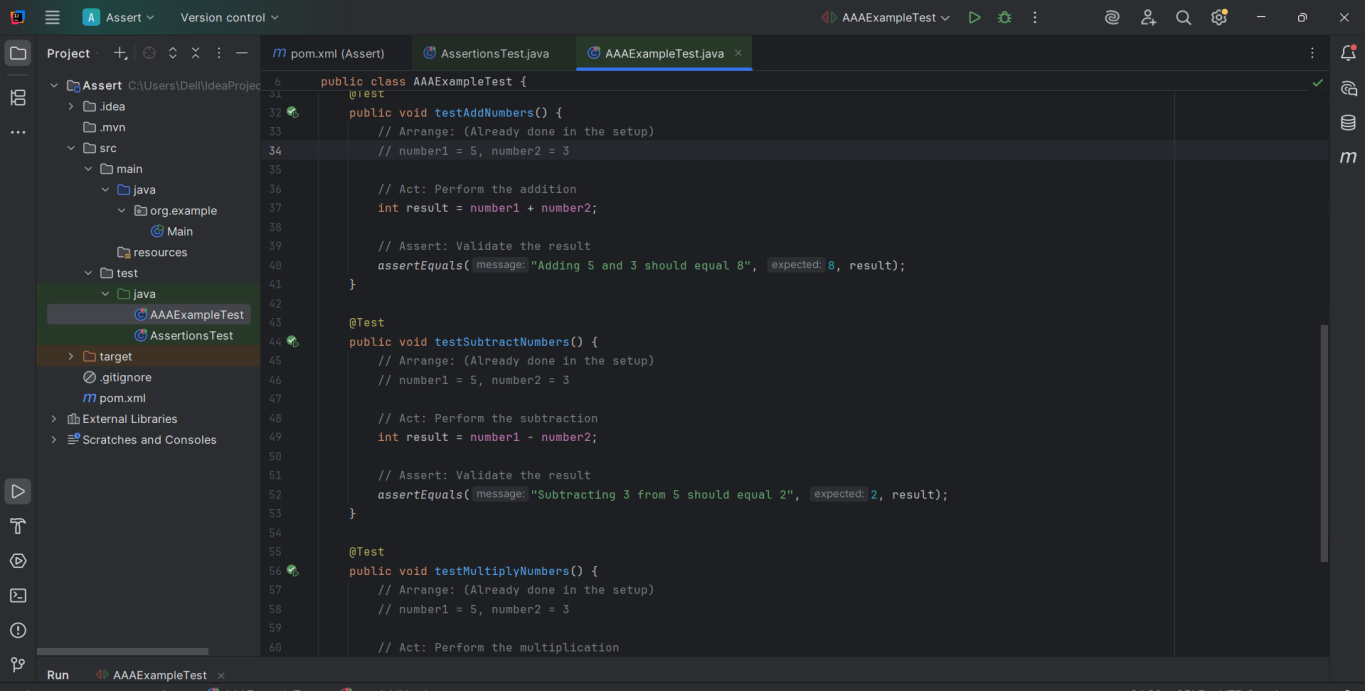 A Assert Version control AAAExampleTest
Project
pom.xml (Assert) AssertionsTest.java AAAExampleTest.java
Assert C:\Users\Dell\IdeaProjec
.idea
.mvn
src
main
java
org.example
Main
resources
test
java
AAAExampleTest
AssertionsTest
target
.gitignore
pom.xml
External Libraries
Scratches and Consoles
6 public class AAAExampleTest {
31 @Test
32 public void testAddNumbers() {
33 // Arrange: (Already done in the setup)
34 // number1 = 5, number2 = 3
35
36 // Act: Perform the addition
37 int result = number1 + number2;
38
39 // Assert: Validate the result
40 assertEquals( message: "Adding 5 and 3 should equal 8", expected: 8, result);
41 }
42
43 @Test
44 public void testSubtractNumbers() {
45 // Arrange: (Already done in the setup)
46 // number1 = 5, number2 = 3
47
48 // Act: Perform the subtraction
49 int result = number1 - number2;
50
51 // Assert: Validate the result
52 assertEquals( message: "Subtracting 3 from 5 should equal 2", expected: 2, result);
53 }
54
55 @Test
56 public void testMultiplyNumbers() {
57 // Arrange: (Already done in the setup)
58 // number1 = 5, number2 = 3
59
60 // Act: Perform the multiplication
Run AAAExampleTest